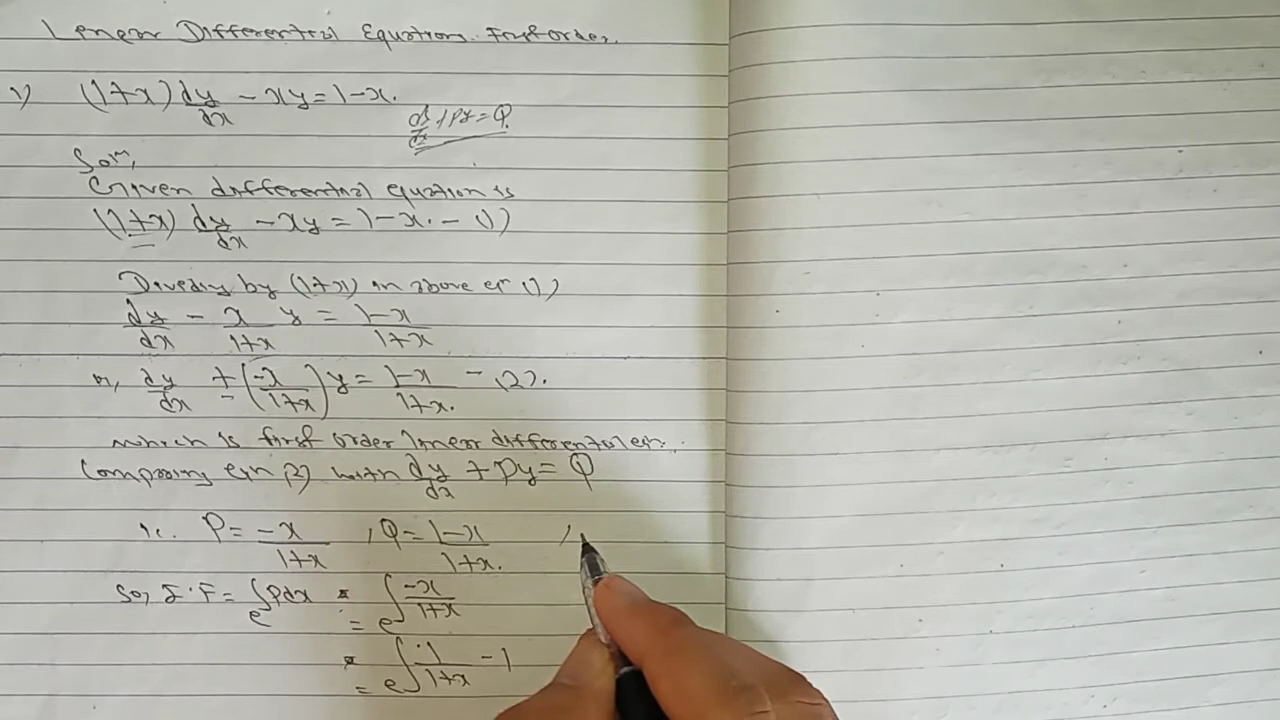 Linear Differential Equation First order.
1) (1+x) dy/dx - xy = 1-x.
dy/dx + Py = Q
Soln,
Given differential equation is
(1+x) dy/dx - xy = 1-x. - (1)
Dividing by (1+x) in above eq (1)
dy/dx - x/(1+x) y = (1-x)/(1+x)
or, dy/dx + (-x/(1+x)) y = (1-x)/(1+x). - (2).
which is first order linear differential eqn.
Comparing eqn (2) with dy/dx + Py = Q
P = -x/(1+x) , Q = (1-x)/(1+x).
So, I.F = e^∫Pdx = e^∫ -x/(1+x)
= e^∫ 1/(1+x) - 1